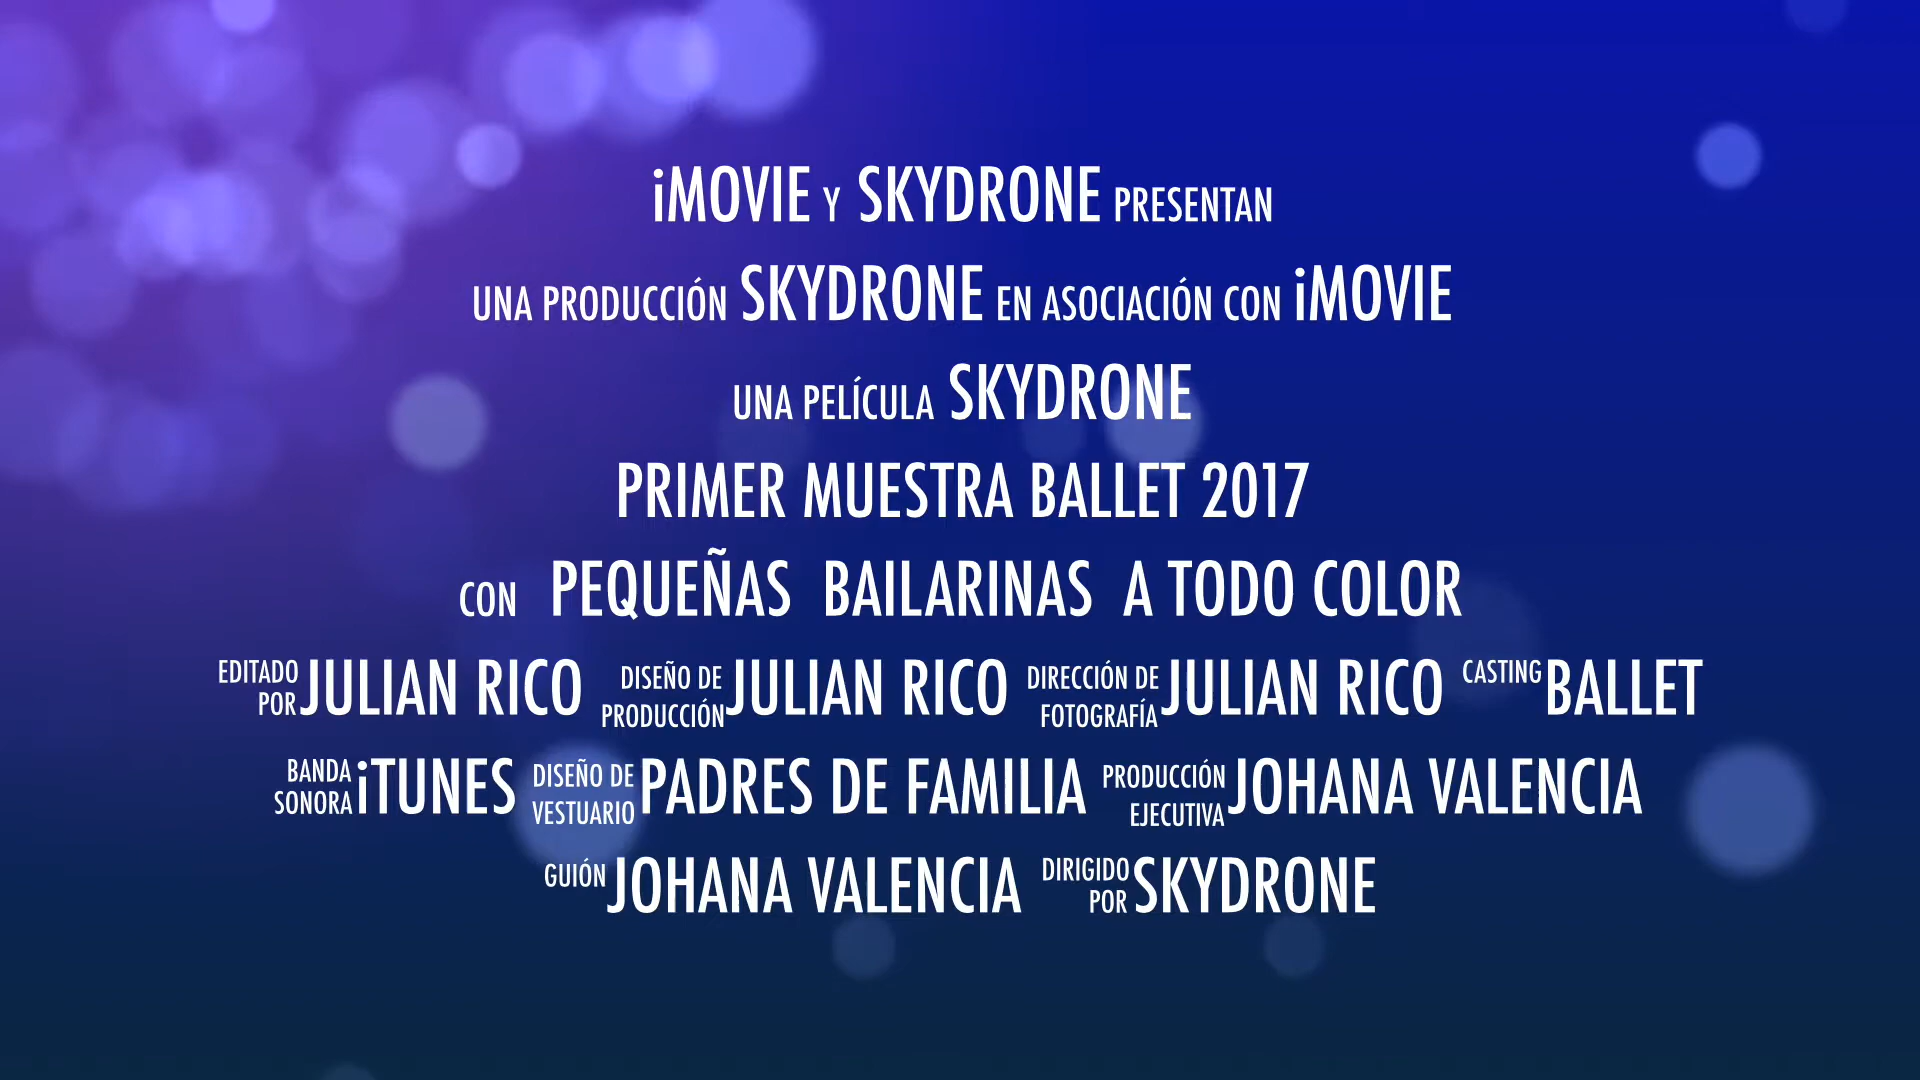 iMOVIE Y SKYDRONE PRESENTAN
UNA PRODUCCIÓN SKYDRONE EN ASOCIACIÓN CON iMOVIE
UNA PELÍCULA SKYDRONE
PRIMER MUESTRA BALLET 2017
CON PEQUEÑAS BAILARINAS A TODO COLOR
EDITADO POR JULIAN RICO DISEÑO DE PRODUCCIÓN JULIAN RICO DIRECCIÓN DE FOTOGRAFÍA JULIAN RICO CASTING BALLET
BANDA SONORA iTUNES DISEÑO DE VESTUARIO PADRES DE FAMILIA PRODUCCIÓN EJECUTIVA JOHANA VALENCIA
GUIÓN JOHANA VALENCIA DIRIGIDO POR SKYDRONE